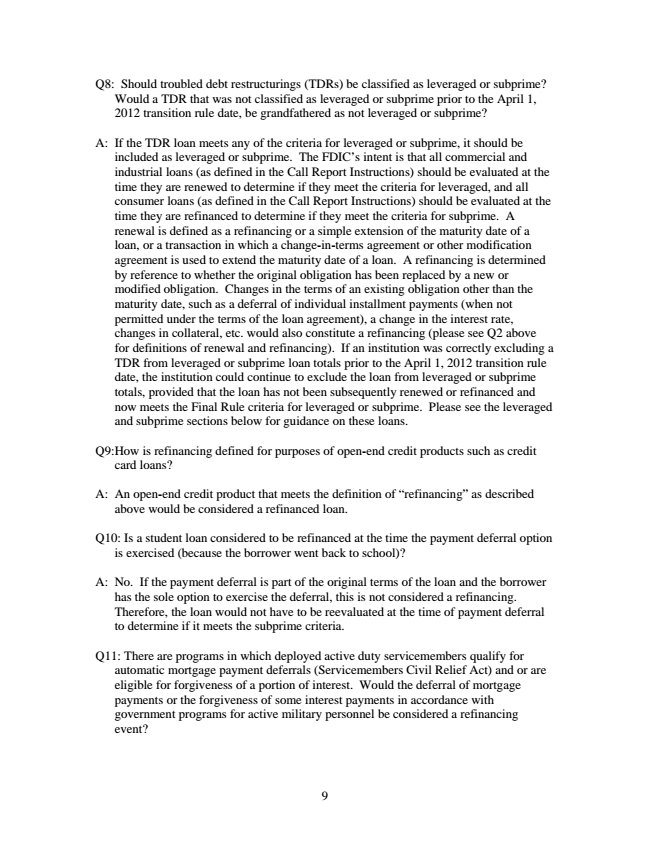 Q8:  Should troubled debt restructurings (TDRs) be classified as leveraged or subprime?
Would a TDR that was not classified as leveraged or subprime prior to the April 1,
2012 transition rule date, be grandfathered as not leveraged or subprime?
A:  If the TDR loan meets any of the criteria for leveraged or subprime, it should be
included as leveraged or subprime.  The FDIC's intent is that all commercial and
industrial loans (as defined in the Call Report Instructions) should be evaluated at the
time they are renewed to determine if they meet the criteria for leveraged, and all
consumer loans (as defined in the Call Report Instructions) should be evaluated at the
time they are refinanced to determine if they meet the criteria for subprime.  A
renewal is defined as a refinancing or a simple extension of the maturity date of a
loan, or a transaction in which a change-in-terms agreement or other modification
agreement is used to extend the maturity date of a loan.  A refinancing is determined
by reference to whether the original obligation has been replaced by a new or
modified obligation.  Changes in the terms of an existing obligation other than the
maturity date, such as a deferral of individual installment payments (when not
permitted under the terms of the loan agreement), a change in the interest rate,
changes in collateral, etc. would also constitute a refinancing (please see Q2 above
for definitions of renewal and refinancing).  If an institution was correctly excluding a
TDR from leveraged or subprime loan totals prior to the April 1, 2012 transition rule
date, the institution could continue to exclude the loan from leveraged or subprime
totals, provided that the loan has not been subsequently renewed or refinanced and
now meets the Final Rule criteria for leveraged or subprime.  Please see the leveraged
and subprime sections below for guidance on these loans.
Q9:How is refinancing defined for purposes of open-end credit products such as credit
card loans?
A:  An open-end credit product that meets the definition of “refinancing” as described
above would be considered a refinanced loan.
Q10: Is a student loan considered to be refinanced at the time the payment deferral option
is exercised (because the borrower went back to school)?
A:  No.  If the payment deferral is part of the original terms of the loan and the borrower
has the sole option to exercise the deferral, this is not considered a refinancing.
Therefore, the loan would not have to be reevaluated at the time of payment deferral
to determine if it meets the subprime criteria.
Q11: There are programs in which deployed active duty servicemembers qualify for
automatic mortgage payment deferrals (Servicemembers Civil Relief Act) and or are
eligible for forgiveness of a portion of interest.  Would the deferral of mortgage
payments or the forgiveness of some interest payments in accordance with
government programs for active military personnel be considered a refinancing
event?
9